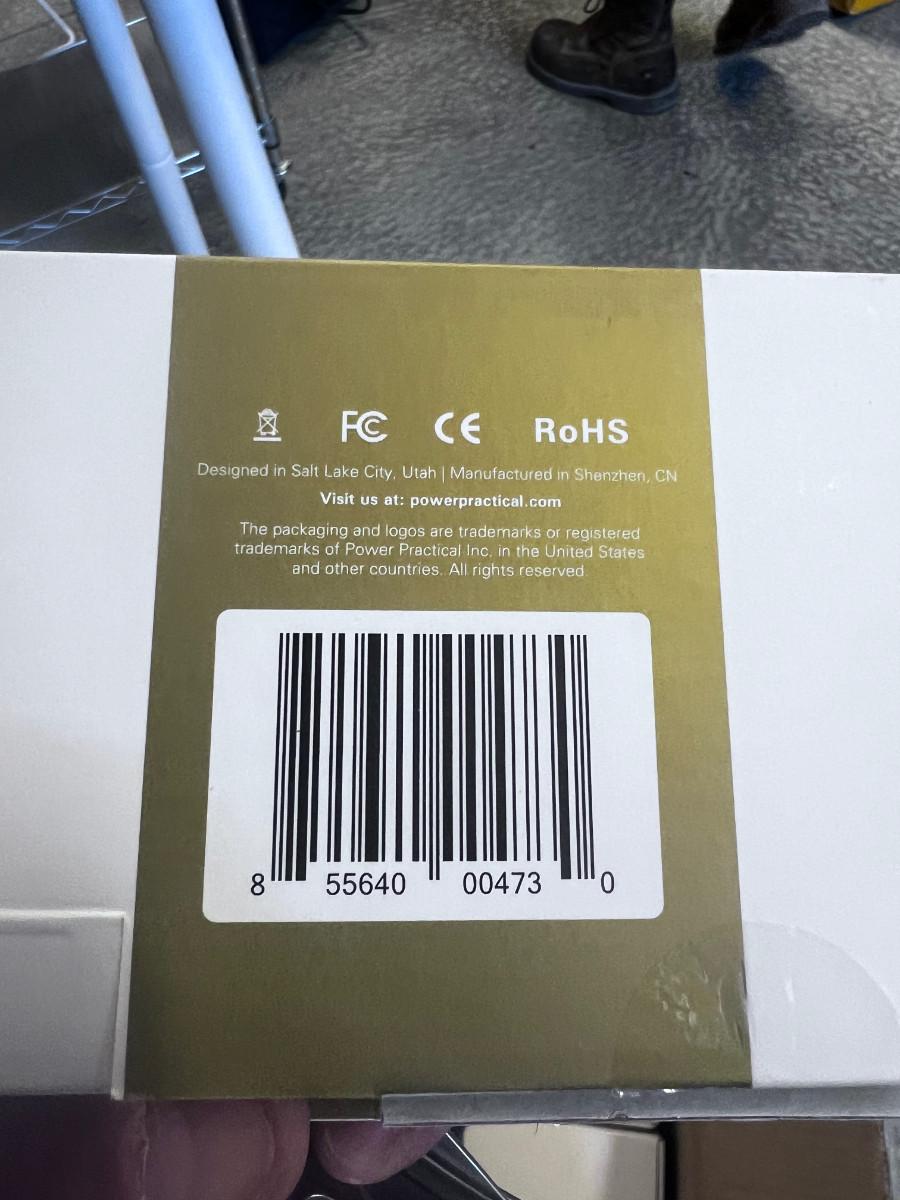 FC CE RoHS
Designed in Salt Lake City, Utah | Manufactured in Shenzhen, CN
Visit us at: powerpractical.com
The packaging and logos are trademarks or registered
trademarks of Power Practical Inc. in the United States
and other countries. All rights reserved.
8 55640 00473 0